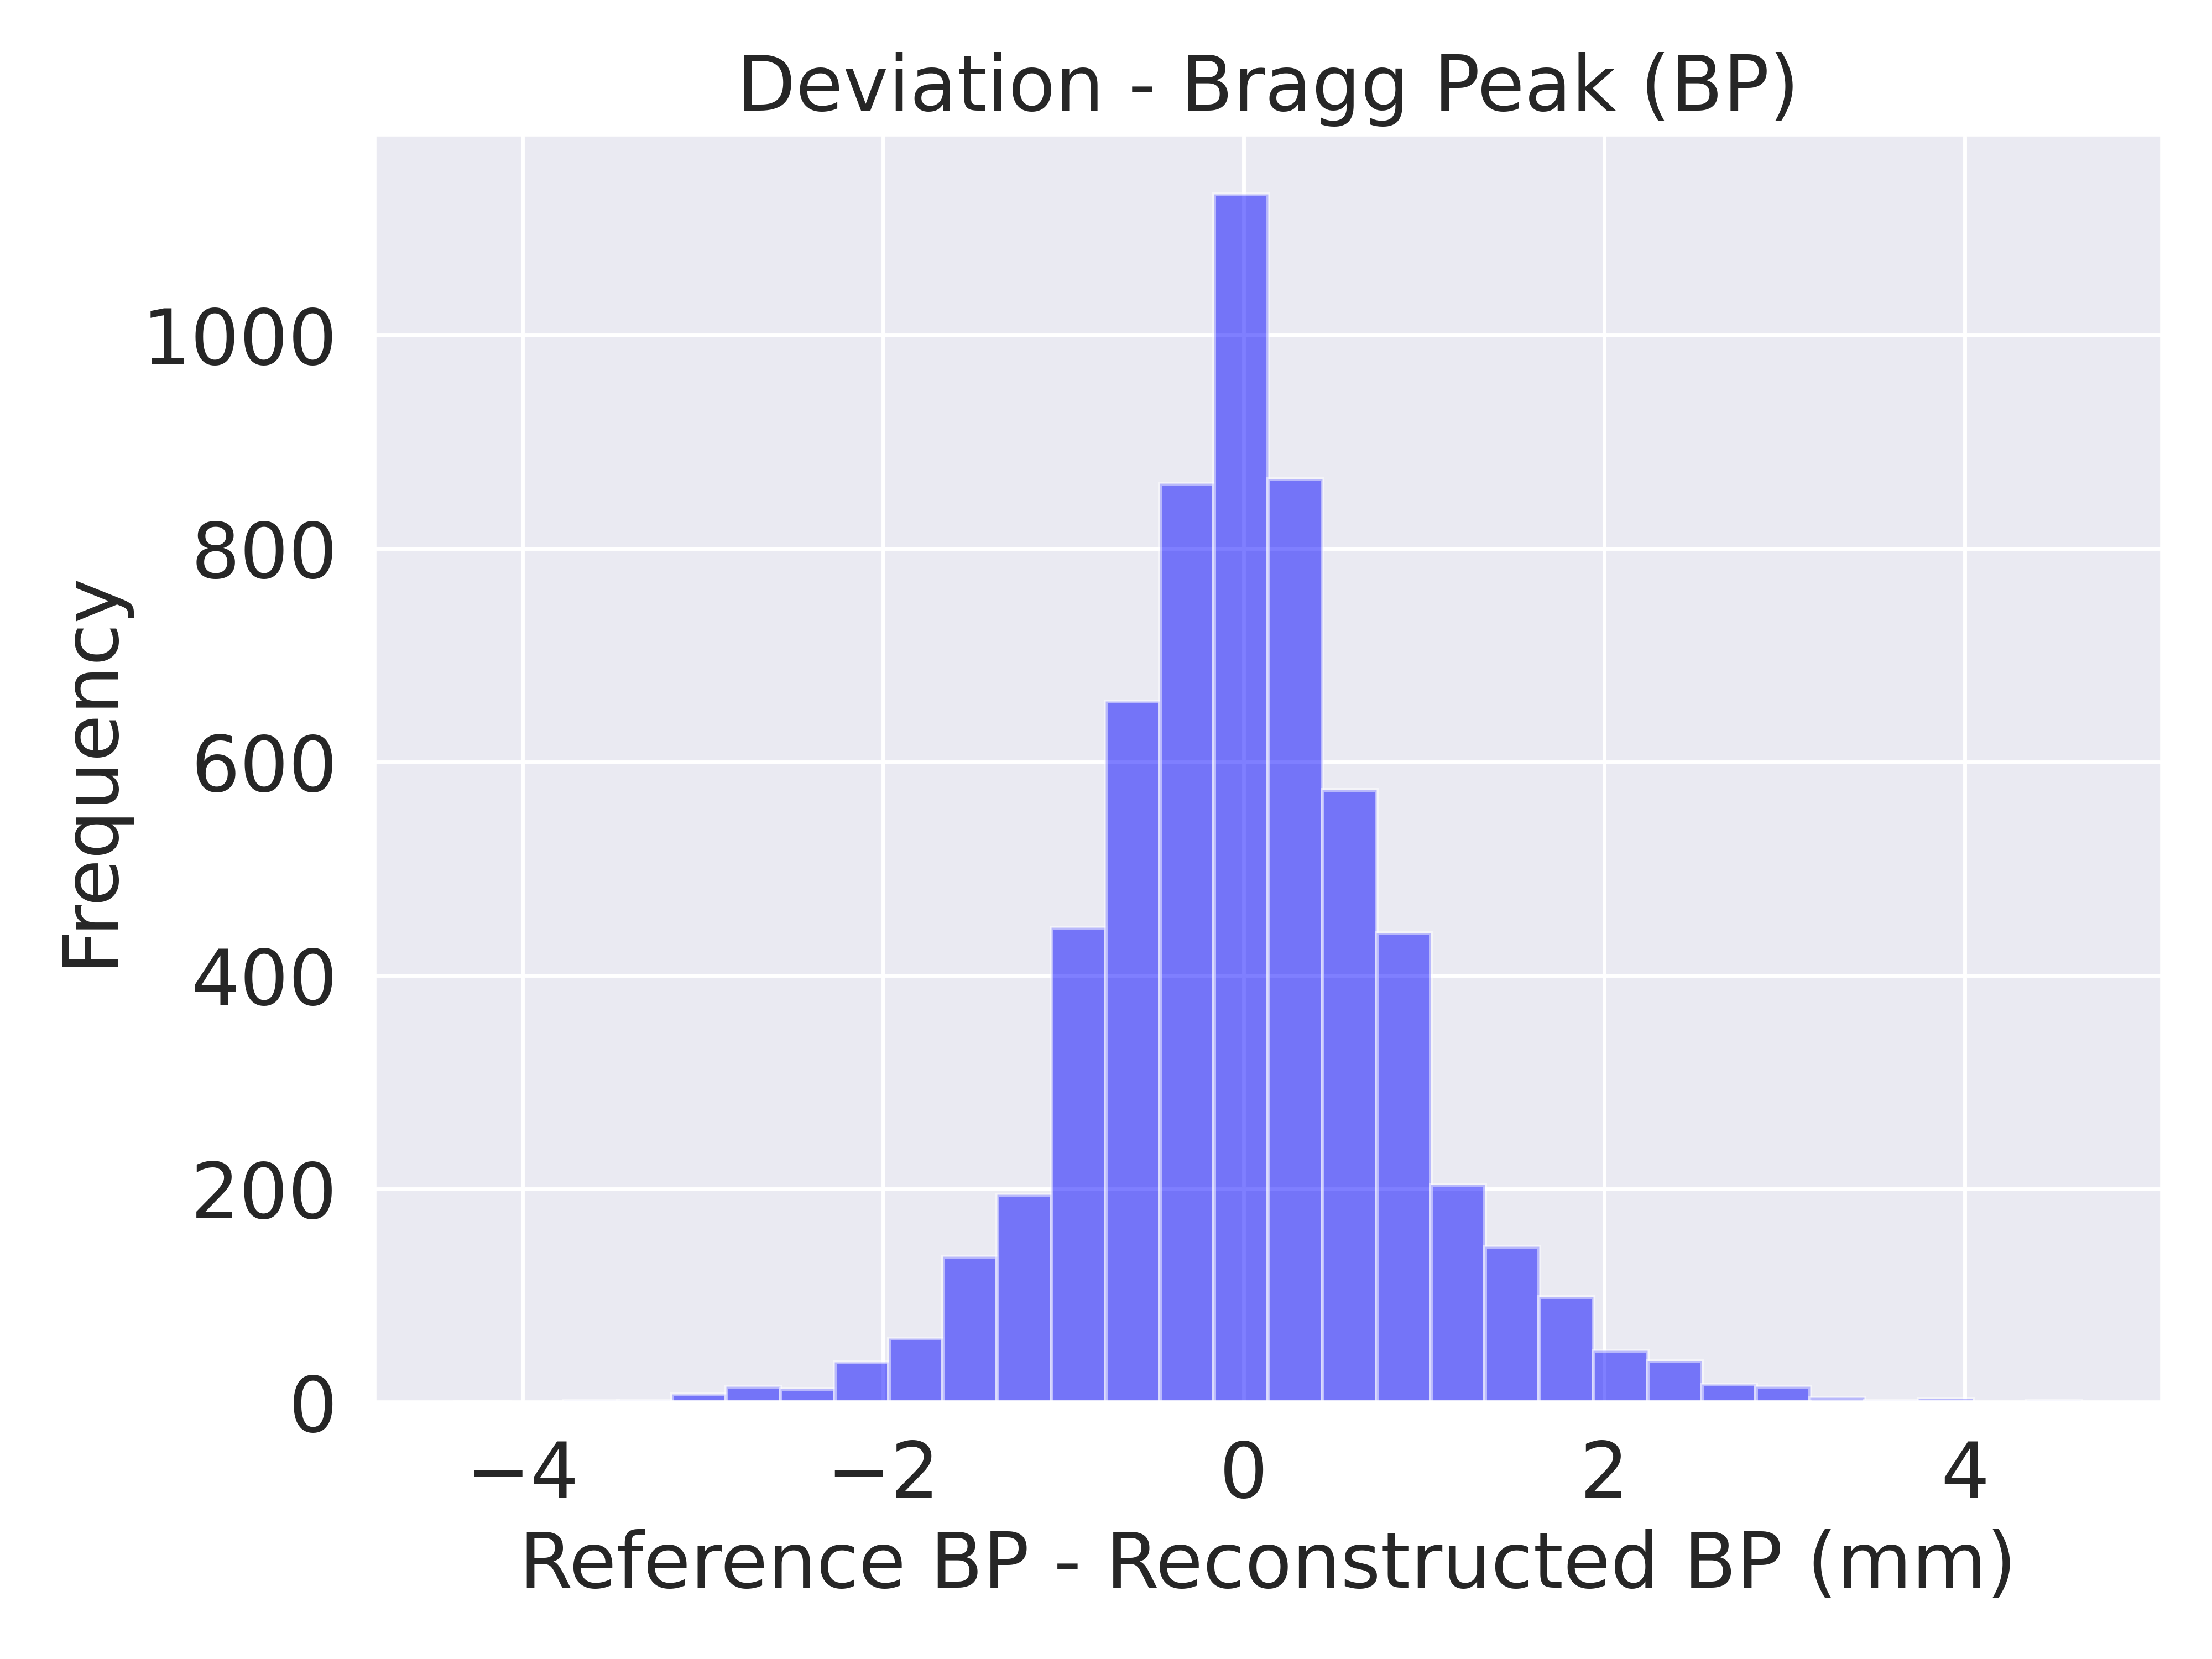 Deviation - Bragg Peak (BP)
1000
800
600
400
200
0
Frequency
−4 −2 0 2 4
Reference BP - Reconstructed BP (mm)